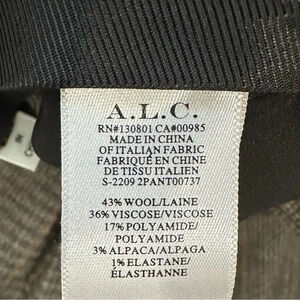 A.L.C.
RN#130801 CA#00985
MADE IN CHINA
OF ITALIAN FABRIC
FABRIQUÉ EN CHINE
DE TISSU ITALIEN
S-2209 2PANT00737
43% WOOL/LAINE
36% VISCOSE/VISCOSE
17% POLYAMIDE/
POLYAMIDE
3% ALPACA/ALPAGA
1% ELASTANE/
ÉLASTHANNE